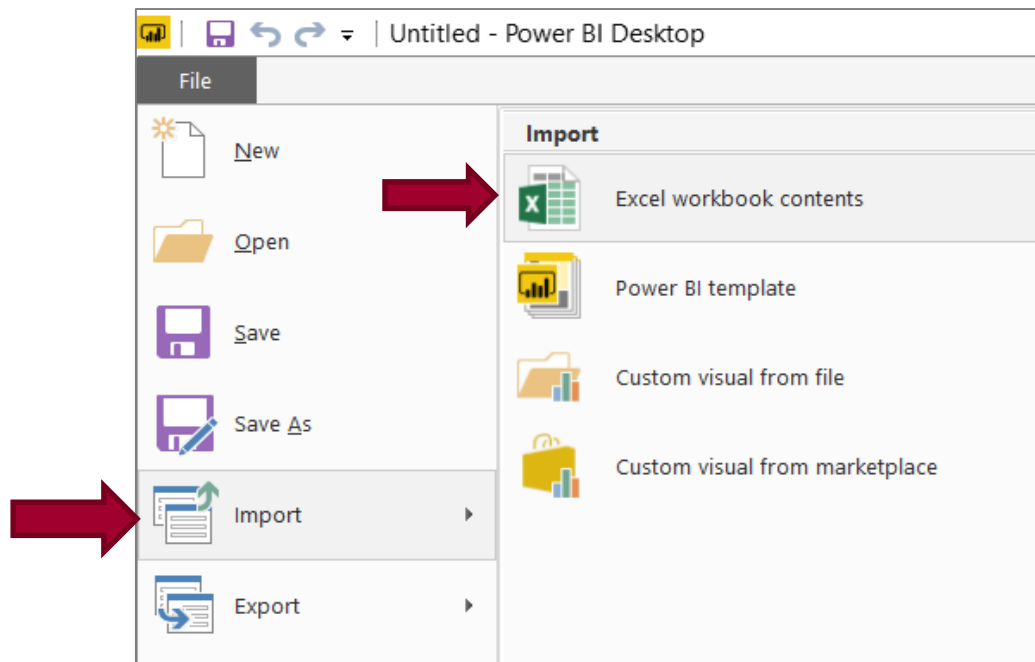 Untitled - Power BI Desktop
File
New
Open
Save
Save As
Import
Export
Import
Excel workbook contents
Power BI template
Custom visual from file
Custom visual from marketplace